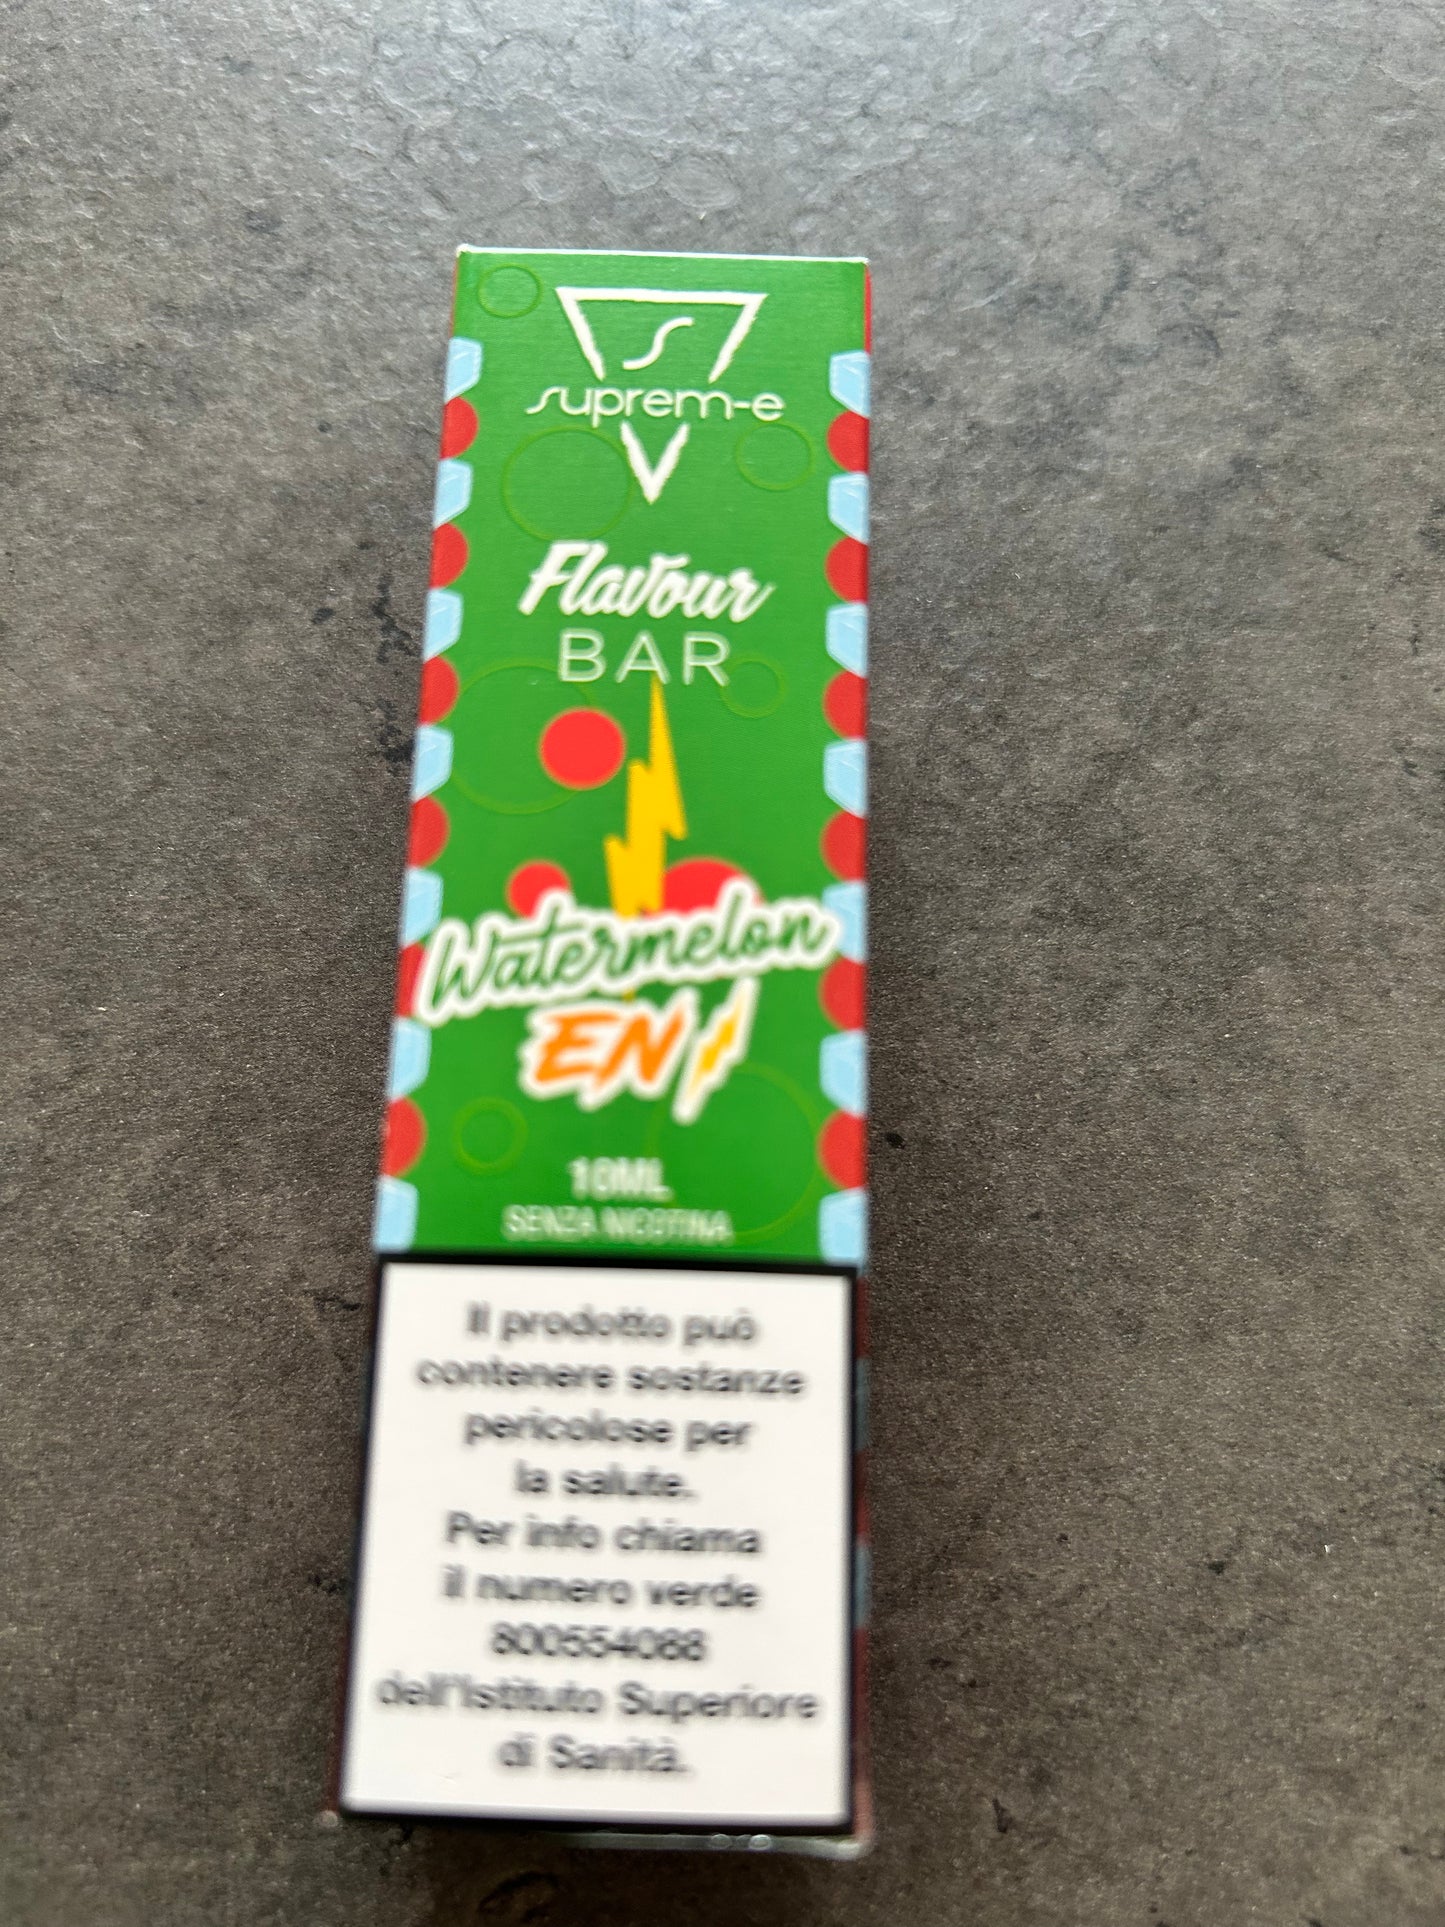 S
suprem-e
Flavour
BAR
Watermelon
EN
10ML
SENZA NICOTINA
Il prodotto può
contenere sostanze
pericolose per
la salute.
Per info chiama
il numero verde
800554088
dell'Istituto Superiore
di Sanità.